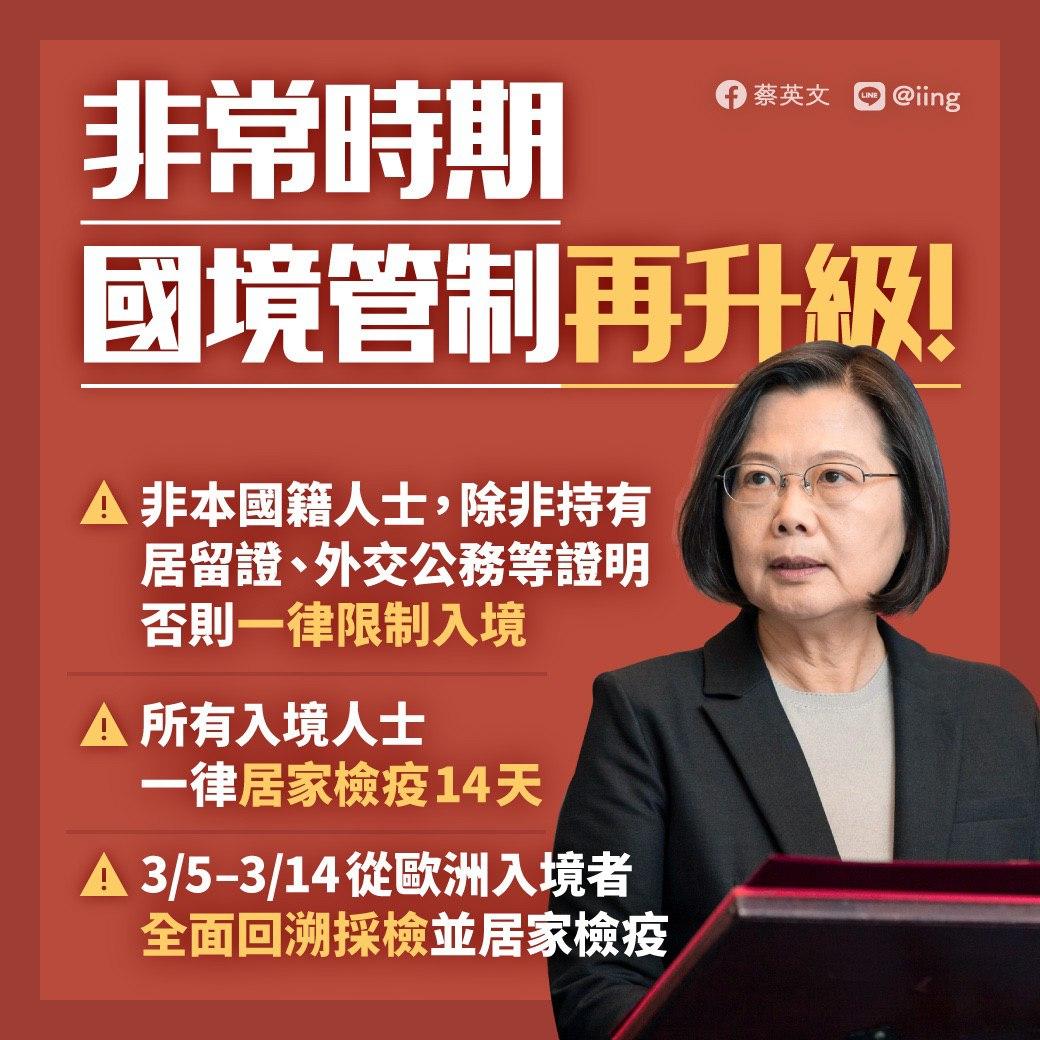 非常時期
蔡英文 LINE @iing
國境管制再升級!
非本國籍人士，除非持有
居留證、外交公務等證明
否則一律限制入境
所有入境人士
一律居家檢疫14天
3/5–3/14從歐洲入境者
全面回溯採檢並居家檢疫